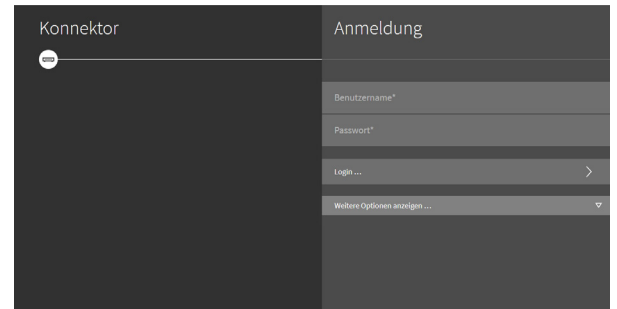 Konnektor
Anmeldung
Benutzername*
Passwort*
Login ...
Weitere Optionen anzeigen ...